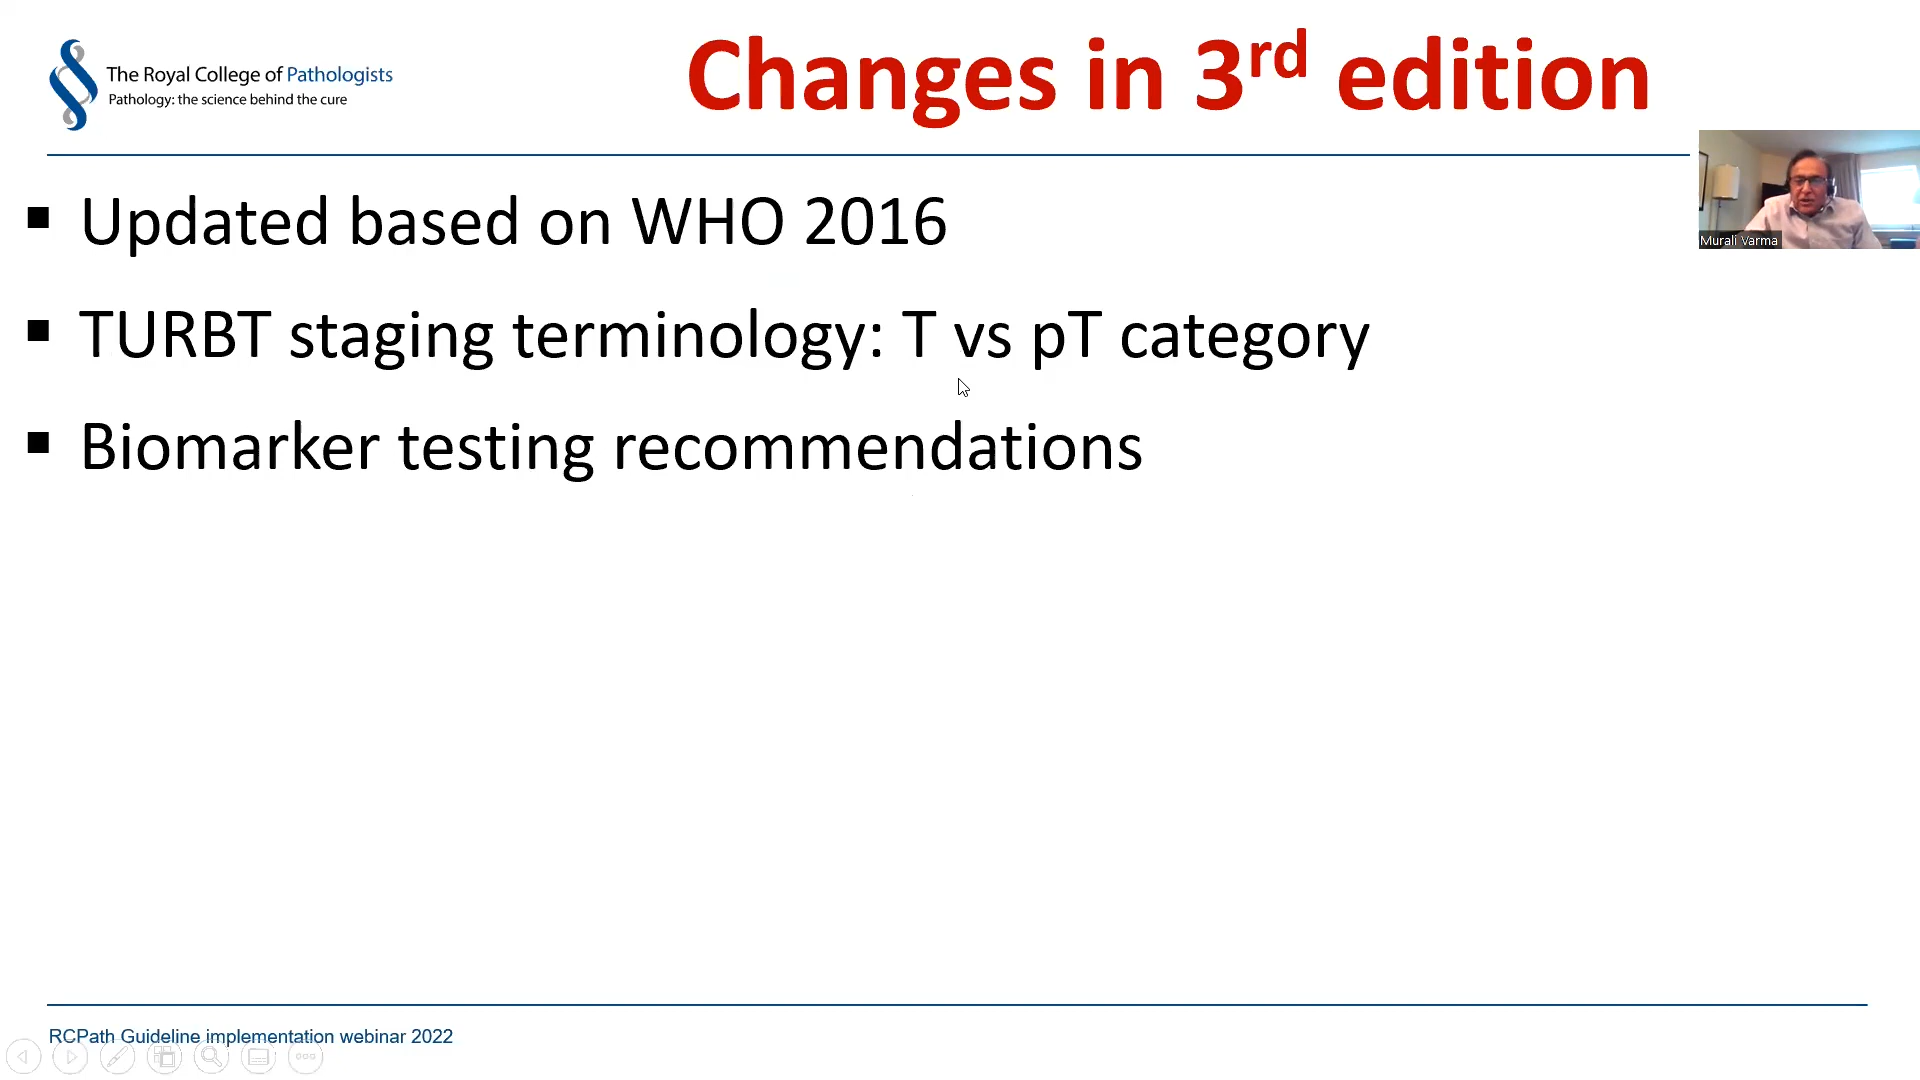 The Royal College of Pathologists
Pathology: the science behind the cure
Changes in 3rd edition
Murali Varma
▪ Updated based on WHO 2016
▪ TURBT staging terminology: T vs pT category
▪ Biomarker testing recommendations
RCPath Guideline implementation webinar 2022